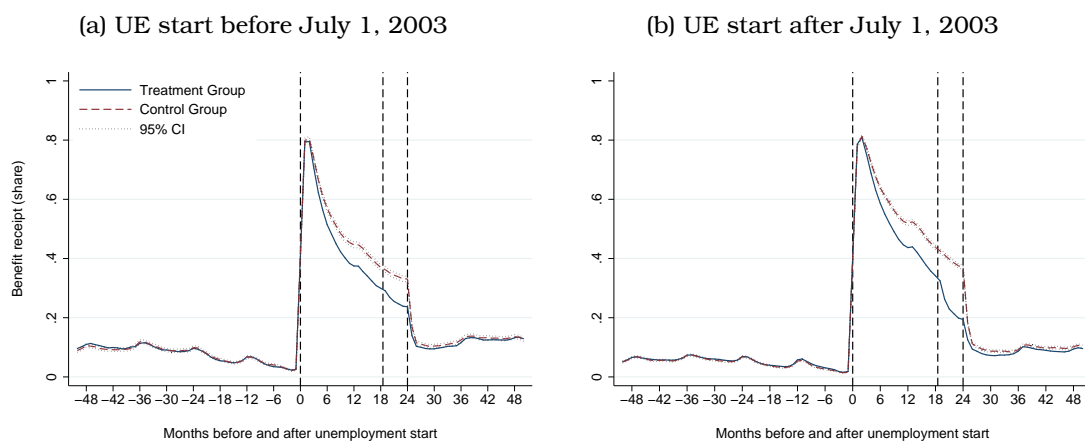 (a) UE start before July 1, 2003
(b) UE start after July 1, 2003
Treatment Group
Control Group
95% CI
Benefit receipt (share)
0 .2 .4 .6 .8 1
−48 −42 −36 −30 −24 −18 −12 −6 0 6 12 18 24 30 36 42 48
Months before and after unemployment start
0 .2 .4 .6 .8 1
−48 −42 −36 −30 −24 −18 −12 −6 0 6 12 18 24 30 36 42 48
Months before and after unemployment start